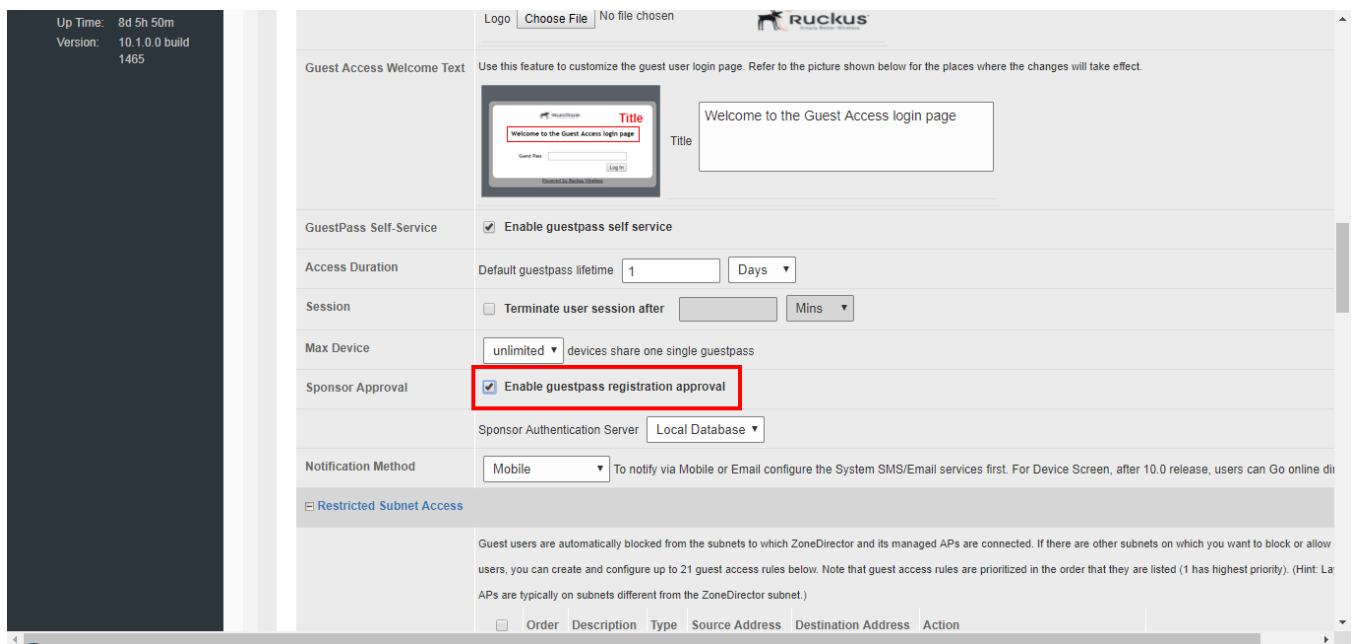 Up Time: 8d 5h 50m
Version: 10.1.0.0 build
1465
Logo Choose File No file chosen
RUCKUS
Simply Better Wireless
Guest Access Welcome Text Use this feature to customize the guest user login page. Refer to the picture shown below for the places where the changes will take effect.
Title
Welcome to the Guest Access login page
Guest Pass:
Log In
Powered by Ruckus Wireless
Title
Welcome to the Guest Access login page
GuestPass Self-Service Enable guestpass self service
Access Duration Default guestpass lifetime 1 Days
Session Terminate user session after Mins
Max Device unlimited devices share one single guestpass
Sponsor Approval Enable guestpass registration approval
Sponsor Authentication Server Local Database
Notification Method Mobile To notify via Mobile or Email configure the System SMS/Email services first. For Device Screen, after 10.0 release, users can Go online di
Restricted Subnet Access
Guest users are automatically blocked from the subnets to which ZoneDirector and its managed APs are connected. If there are other subnets on which you want to block or allow
users, you can create and configure up to 21 guest access rules below. Note that guest access rules are prioritized in the order that they are listed (1 has highest priority). (Hint: La
APs are typically on subnets different from the ZoneDirector subnet.)
Order Description Type Source Address Destination Address Action